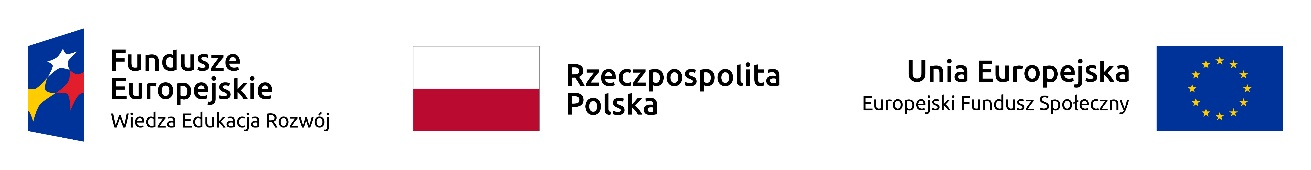 Fundusze
Europejskie
Wiedza Edukacja Rozwój
Rzeczpospolita
Polska
Unia Europejska
Europejski Fundusz Społeczny